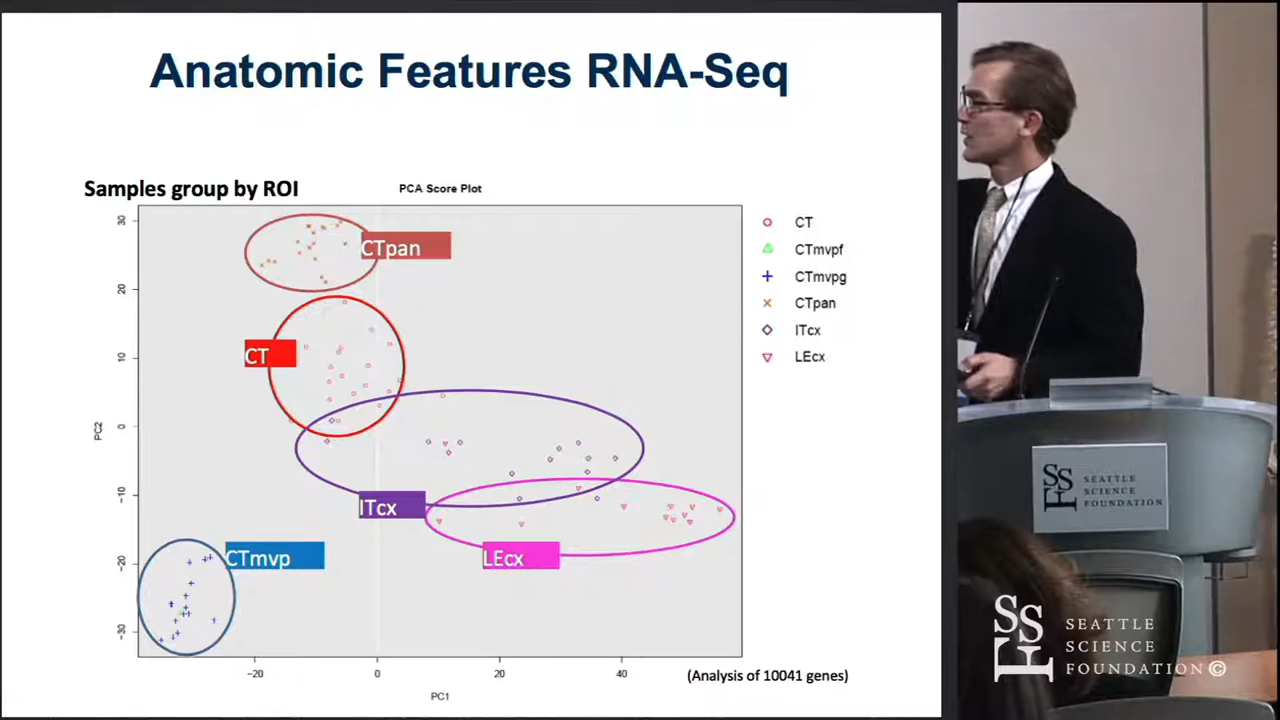 Anatomic Features RNA-Seq
Samples group by ROI
PCA Score Plot
CTpan
CT
ITcx
CTmvp
LEcx
CT
CTmvpf
CTmvpg
CTpan
ITcx
LEcx
PC2
30
20
10
0
-10
-20
-30
-20
0
20
40
PC1
(Analysis of 10041 genes)
SSF
SEATTLE
SCIENCE
FOUNDATION
SSF
SEATTLE
SCIENCE
FOUNDATION©